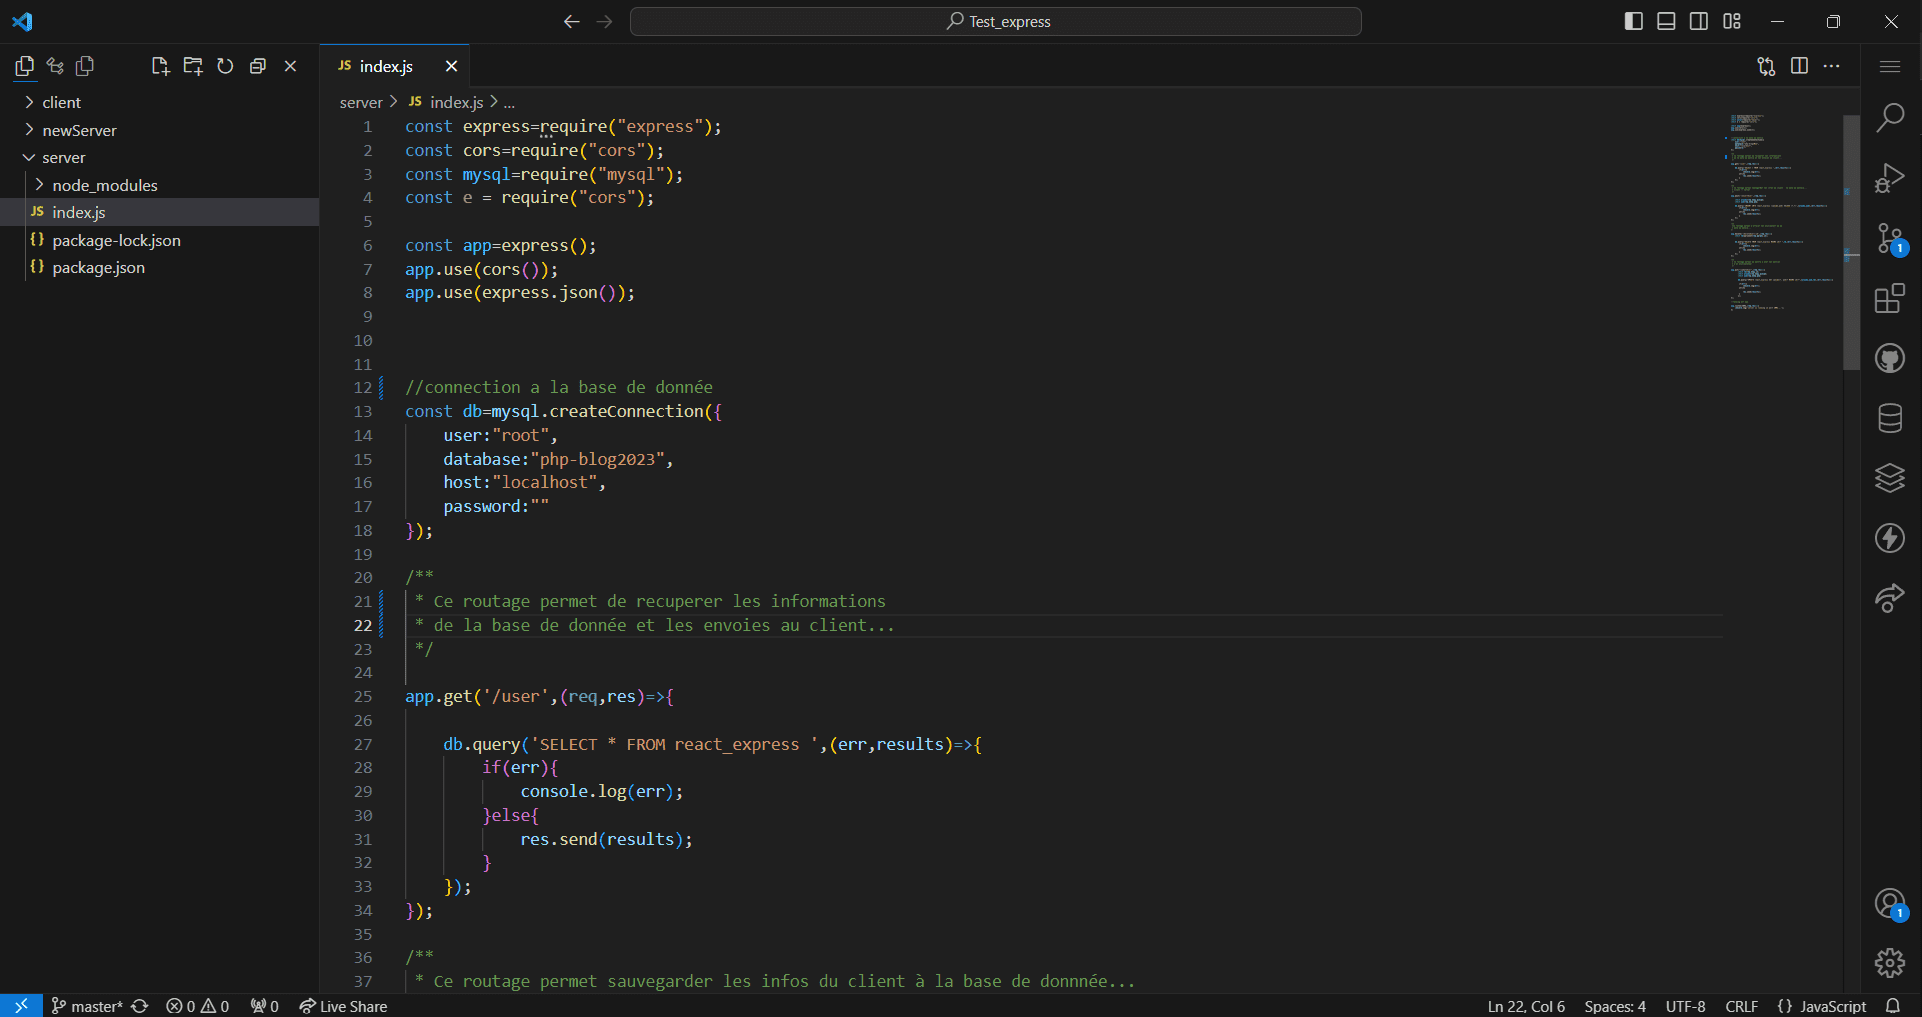 Test_express
client
newServer
server
node_modules
JS index.js
{} package-lock.json
{} package.json
JS index.js
server > JS index.js > ...
1 const express=require("express");
2 const cors=require("cors");
3 const mysql=require("mysql");
4 const e = require("cors");
5
6 const app=express();
7 app.use(cors());
8 app.use(express.json());
9
10
11
12 //connection a la base de donnée
13 const db=mysql.createConnection({
14 user:"root",
15 database:"php-blog2023",
16 host:"localhost",
17 password:""
18 });
19
20 /**
21 * Ce routage permet de recuperer les informations
22 * de la base de donnée et les envoies au client...
23 */
24
25 app.get('/user',(req,res)=>{
26
27 db.query('SELECT * FROM react_express ',(err,results)=>{
28 if(err){
29 console.log(err);
30 }else{
31 res.send(results);
32 }
33 });
34 });
35
36 /**
37 * Ce routage permet sauvegarder les infos du client à la base de donnnée...
1
1
master* 0 0 0 Live Share
Ln 22, Col 6 Spaces: 4 UTF-8 CRLF {} JavaScript